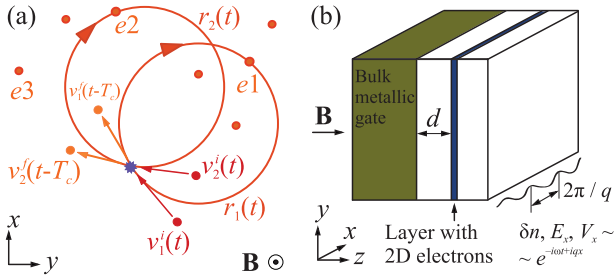 (a)
e2
r₂(t)
e3
v₁ᶠ(t-T꜀)
e1
v₂ᶠ(t-T꜀)
v₂ⁱ(t)
r₁(t)
v₁ⁱ(t)
x
y
B
(b)
Bulk
metallic
gate
B
d
2π / q
y
x
z
Layer with
2D electrons
δn, Eₓ, Vₓ ~
~ e⁻ⁱωᵗ⁺ⁱqˣ